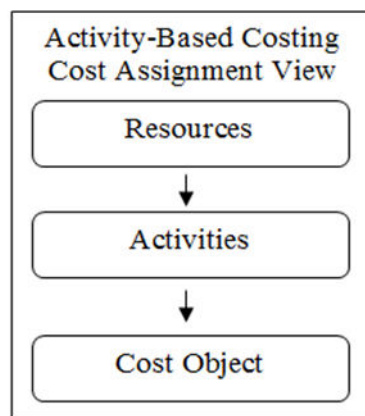 Activity-Based Costing
Cost Assignment View
Resources
Activities
Cost Object